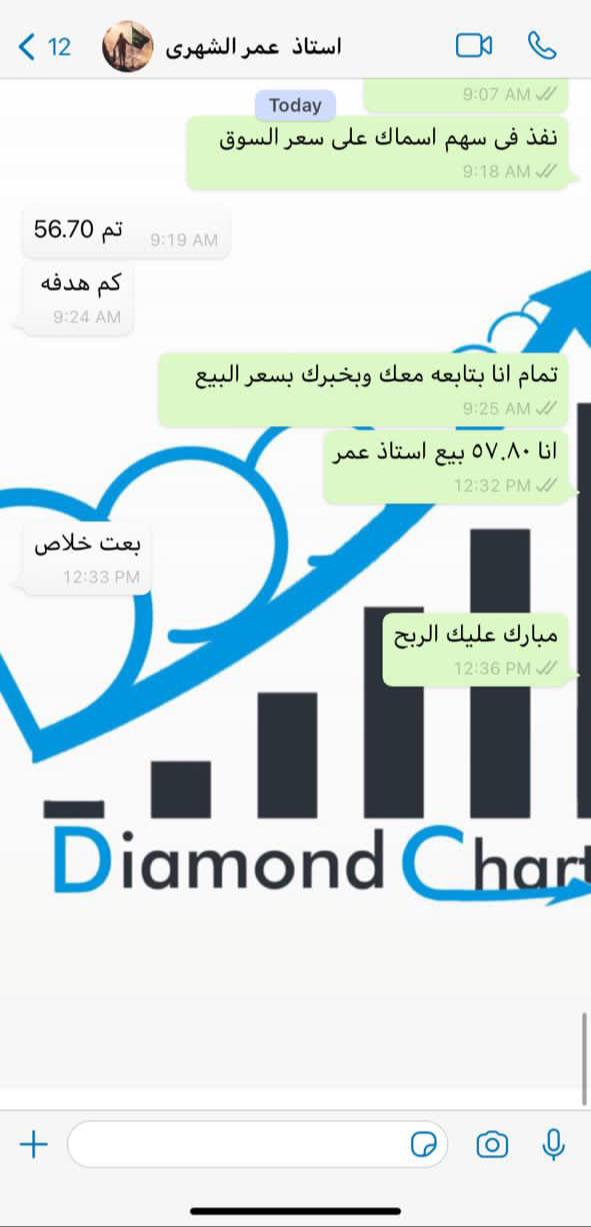 12
استاذ عمر الشهرى
9:07 AM
Today
نفذ فى سهم اسماك على سعر السوق
9:18 AM
تم 56.70
9:19 AM
كم هدفه
9:24 AM
تمام انا بتابعه معك وبخبرك بسعر البيع
9:25 AM
انا ٥٧.٨٠ بيع استاذ عمر
12:32 PM
بعت خلاص
12:33 PM
مبارك عليك الربح
12:36 PM
Diamond Chart